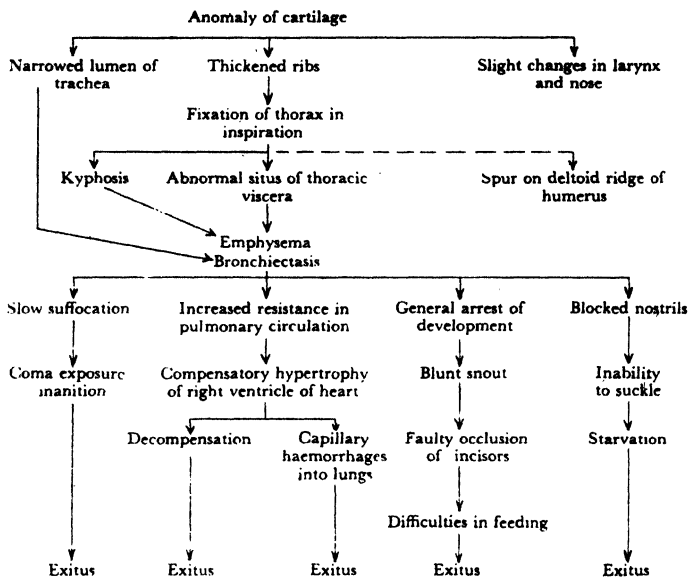 Anomaly of cartilage
Narrowed lumen of
trachea
Thickened ribs
Slight changes in larynx
and nose
Fixation of thorax in
inspiration
Kyphosis
Abnormal situs of thoracic
viscera
Spur on deltoid ridge of
humerus
Emphysema
Bronchiectasis
Slow suffocation
Increased resistance in
pulmonary circulation
General arrest of
development
Blocked nostrils
Coma exposure
inanition
Compensatory hypertrophy
of right ventricle of heart
Blunt snout
Inability
to suckle
Decompensation
Capillary
haemorrhages
into lungs
Faulty occlusion
of incisors
Starvation
Difficulties in feeding
Exitus
Exitus
Exitus
Exitus
Exitus